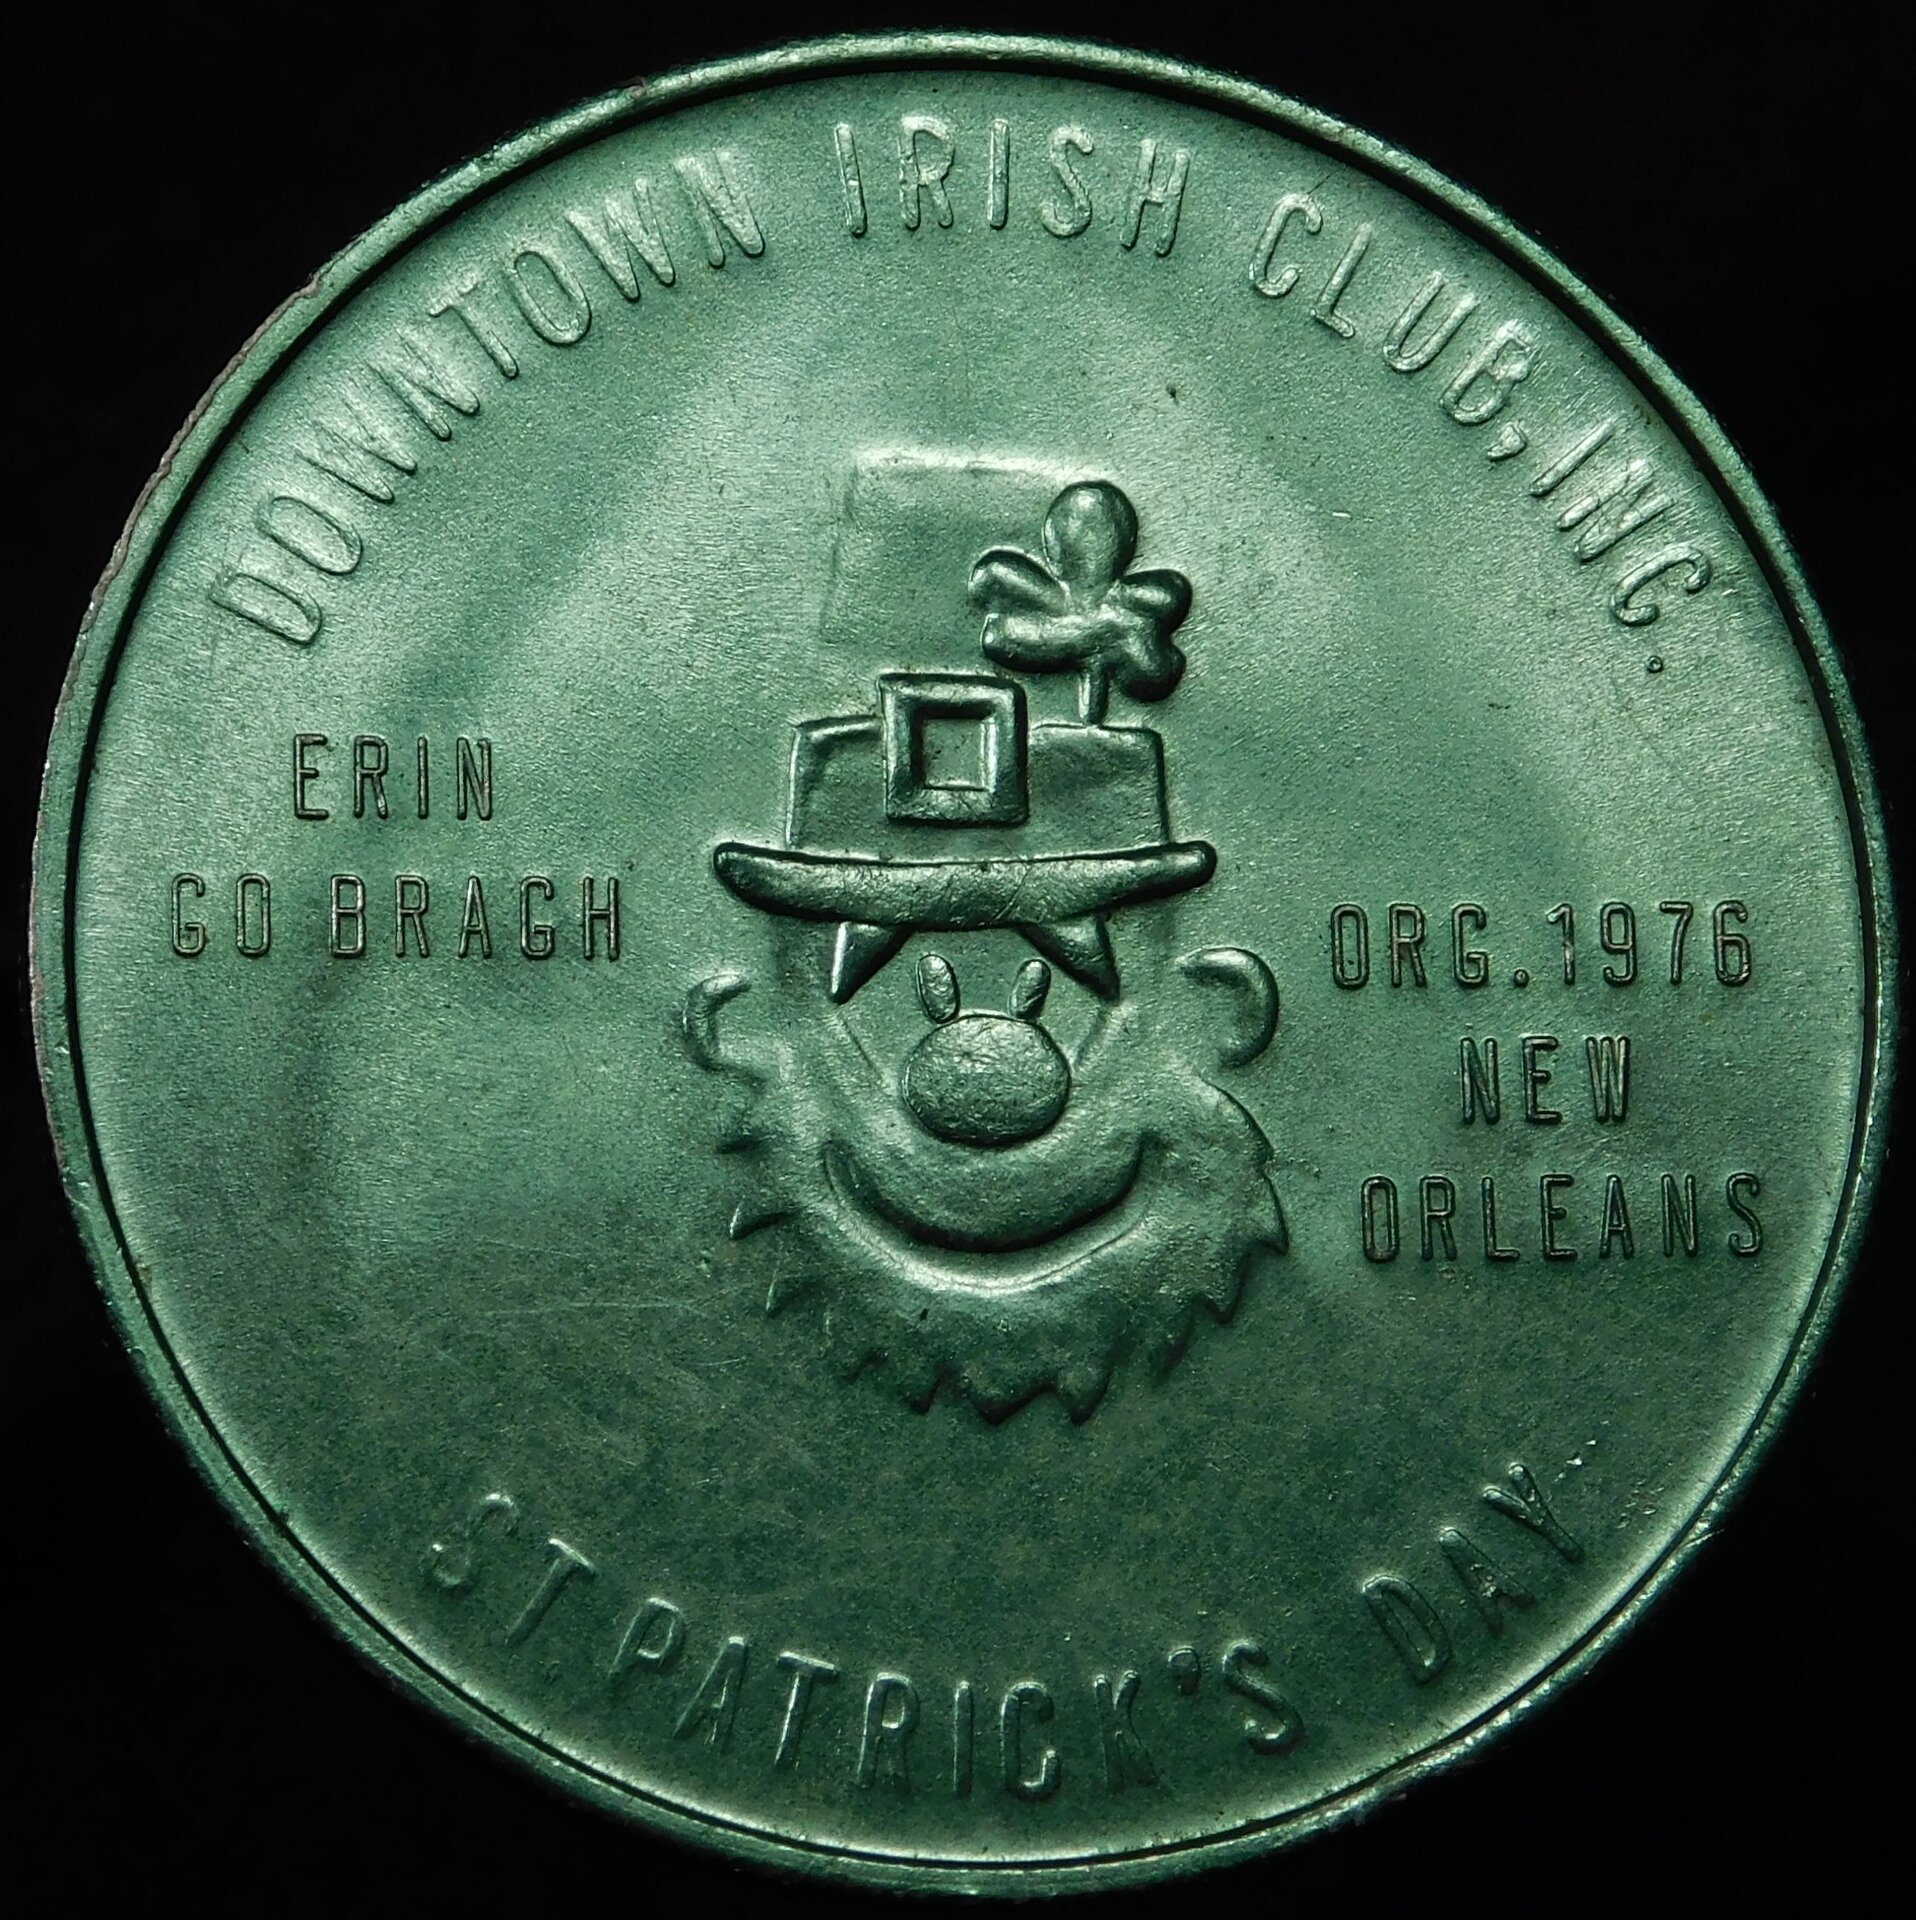 DOWNTOWN IRISH CLUB, INC.
ERIN
GO BRAGH
ORG. 1976
NEW
ORLEANS
ST PATRICK'S DAY